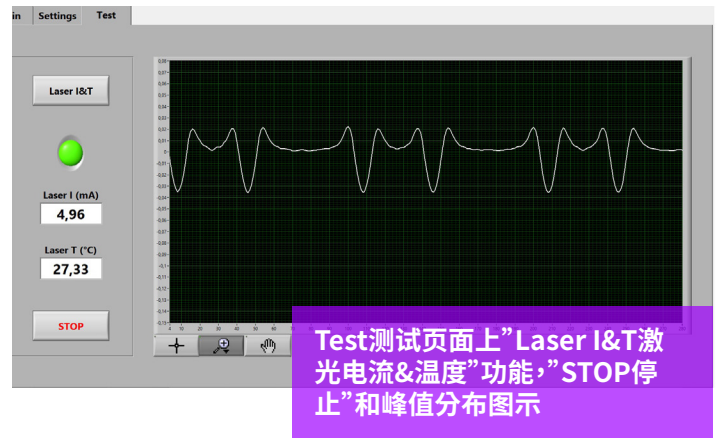 in Settings Test
Laser I&T
Laser I (mA)
4,96
Laser T (°C)
27,33
STOP
Test测试页面上”Laser I&T激
光电流&温度”功能，”STOP停
止”和峰值分布图示